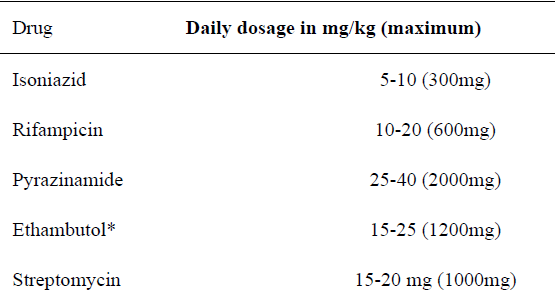 Drug Daily dosage in mg/kg (maximum)
Isoniazid 5-10 (300mg)
Rifampicin 10-20 (600mg)
Pyrazinamide 25-40 (2000mg)
Ethambutol* 15-25 (1200mg)
Streptomycin 15-20 mg (1000mg)